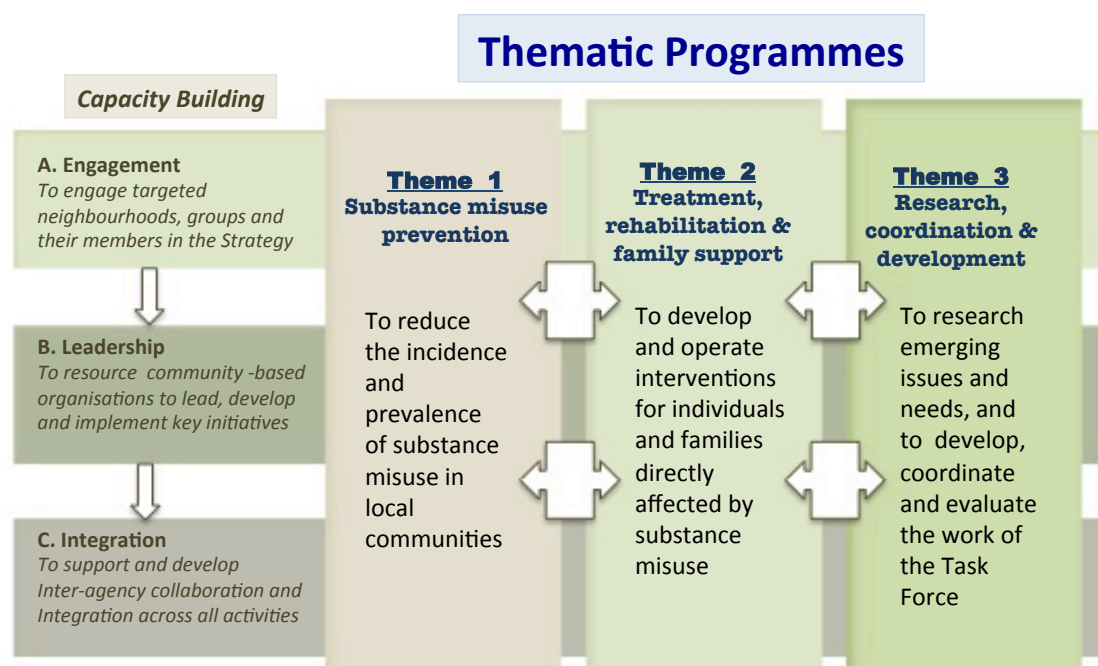 Thematic Programmes
Capacity Building
A. Engagement
To engage targeted
neighbourhoods, groups and
their members in the Strategy
B. Leadership
To resource community -based
organisations to lead, develop
and implement key initiatives
C. Integration
To support and develop
Inter-agency collaboration and
Integration across all activities
Theme 1
Substance misuse
prevention
To reduce
the incidence
and
prevalence
of substance
misuse in
local
communities
Theme 2
Treatment,
rehabilitation &
family support
To develop
and operate
interventions
for individuals
and families
directly
affected by
substance
misuse
Theme 3
Research,
coordination &
development
To research
emerging
issues and
needs, and
to develop,
coordinate
and evaluate
the work of
the Task
Force